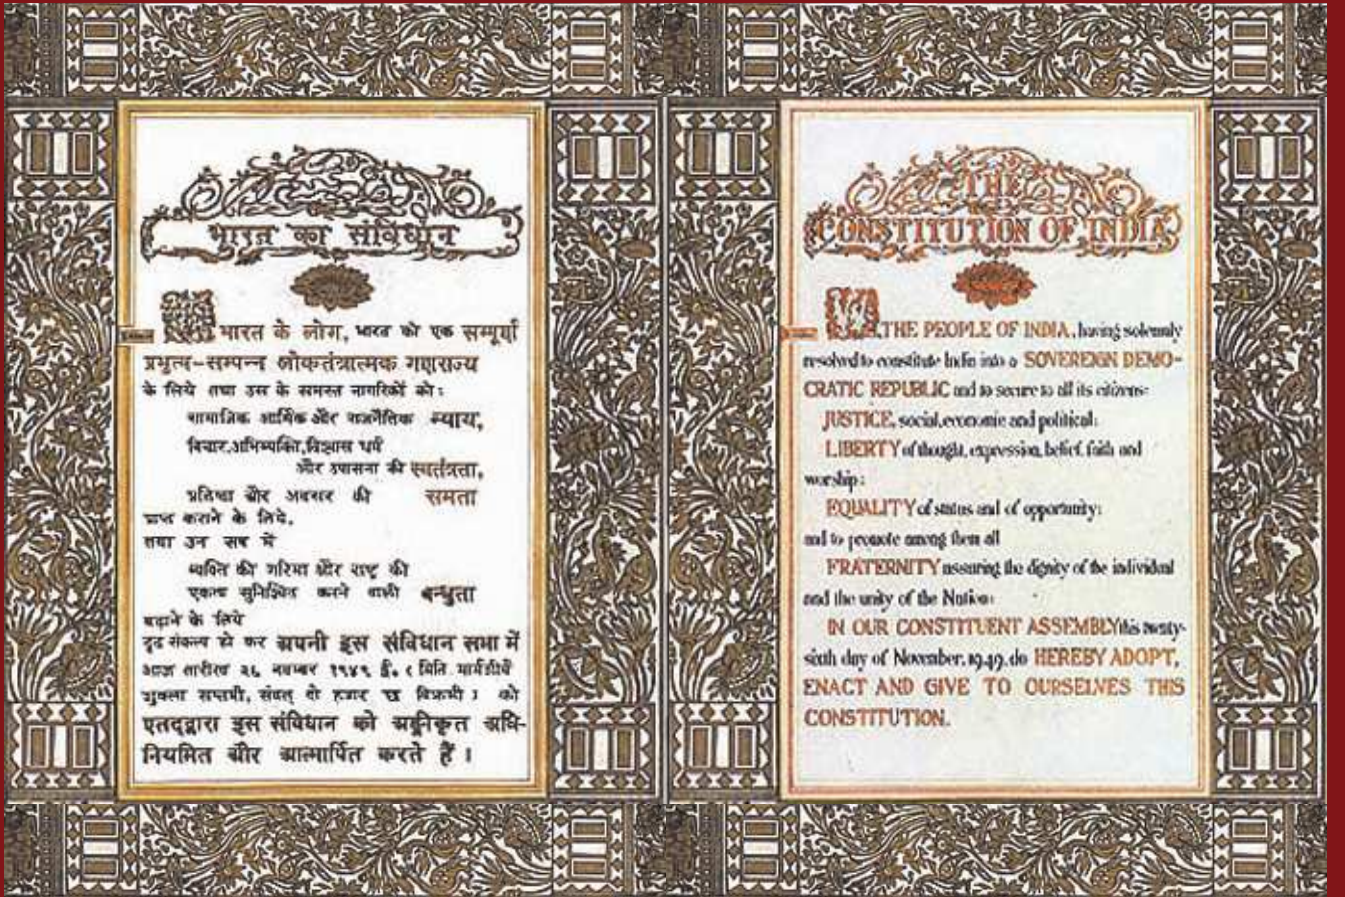 भारत का संविधान
भारत के लोग, भारत को एक सम्पूर्ण
प्रभुत्व-सम्पन्न लोकतंत्रात्मक गणराज्य
के लिये तथा उस के समस्त नागरिकों को:
सामाजिक आर्थिक और राजनैतिक न्याय,
विचार, अभिव्यक्ति, विश्वास धर्म
और उपासना की स्वतंत्रता,
प्रतिष्ठा और अवसर की समता
प्राप्त कराने के लिये,
तथा उन सब में
व्यक्ति की गरिमा और राष्ट्र की
एकता सुनिश्चित करने वाली बन्धुता
बढ़ाने के लिये
दृढ़ संकल्प हो कर अपनी इस संविधान सभा में
आज तारीख २६ नवम्बर १९४९ ई. (मिति मार्गशीर्ष
शुक्ला सप्तमी, संवत् दो हजार छ विक्रमी) को
एतद्द्वारा इस संविधान को अङ्गीकृत अधि-
नियमित और आत्मार्पित करते हैं।
THE
CONSTITUTION OF INDIA
THE PEOPLE OF INDIA, having solemnly
resolved to constitute India into a SOVEREIGN DEMO-
CRATIC REPUBLIC and to secure to all its citizens:
JUSTICE, social, economic and political;
LIBERTY of thought, expression, belief, faith and
worship;
EQUALITY of status and of opportunity;
and to promote among them all
FRATERNITY assuring the dignity of the individual
and the unity of the Nation;
IN OUR CONSTITUENT ASSEMBLY this twenty-
sixth day of November, 1949, do HEREBY ADOPT,
ENACT AND GIVE TO OURSELVES THIS
CONSTITUTION.